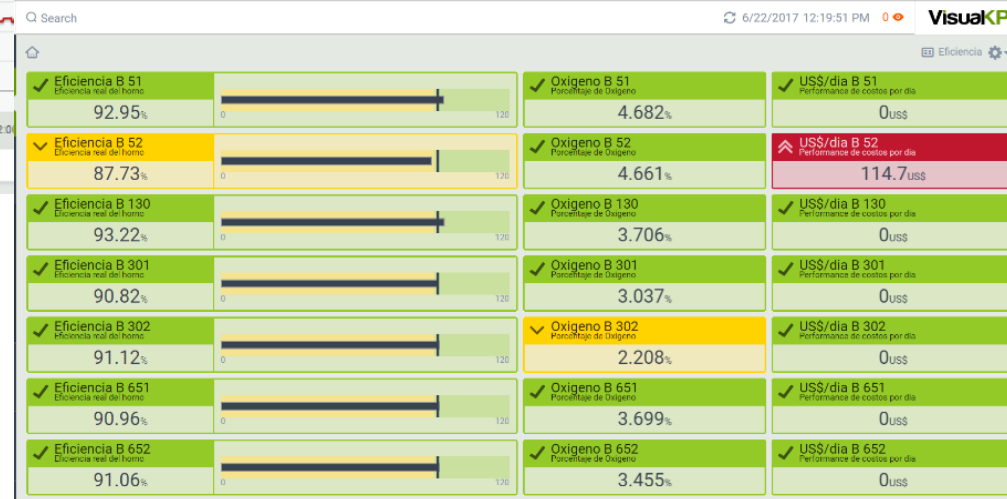 Search
6/22/2017 12:19:51 PM 0
VisualKP
Eficiencia
Eficiencia B 51
Eficiencia real del horno
92.95%
0 120
Oxigeno B 51
Porcentaje de Oxigeno
4.682%
US$/dia B 51
Performance de costos por dia
0US$
Eficiencia B 52
Eficiencia real del horno
87.73%
0 120
Oxigeno B 52
Porcentaje de Oxigeno
4.661%
US$/dia B 52
Performance de costos por dia
114.7US$
Eficiencia B 130
Eficiencia real del horno
93.22%
0 120
Oxigeno B 130
Porcentaje de Oxigeno
3.706%
US$/dia B 130
Performance de costos por dia
0US$
Eficiencia B 301
Eficiencia real del horno
90.82%
0 120
Oxigeno B 301
Porcentaje de Oxigeno
3.037%
US$/dia B 301
Performance de costos por dia
0US$
Eficiencia B 302
Eficiencia real del horno
91.12%
0 120
Oxigeno B 302
Porcentaje de Oxigeno
2.208%
US$/dia B 302
Performance de costos por dia
0US$
Eficiencia B 651
Eficiencia real del horno
90.96%
0 120
Oxigeno B 651
Porcentaje de Oxigeno
3.699%
US$/dia B 651
Performance de costos por dia
0US$
Eficiencia B 652
Eficiencia real del horno
91.06%
0 120
Oxigeno B 652
Porcentaje de Oxigeno
3.455%
US$/dia B 652
Performance de costos por dia
0US$